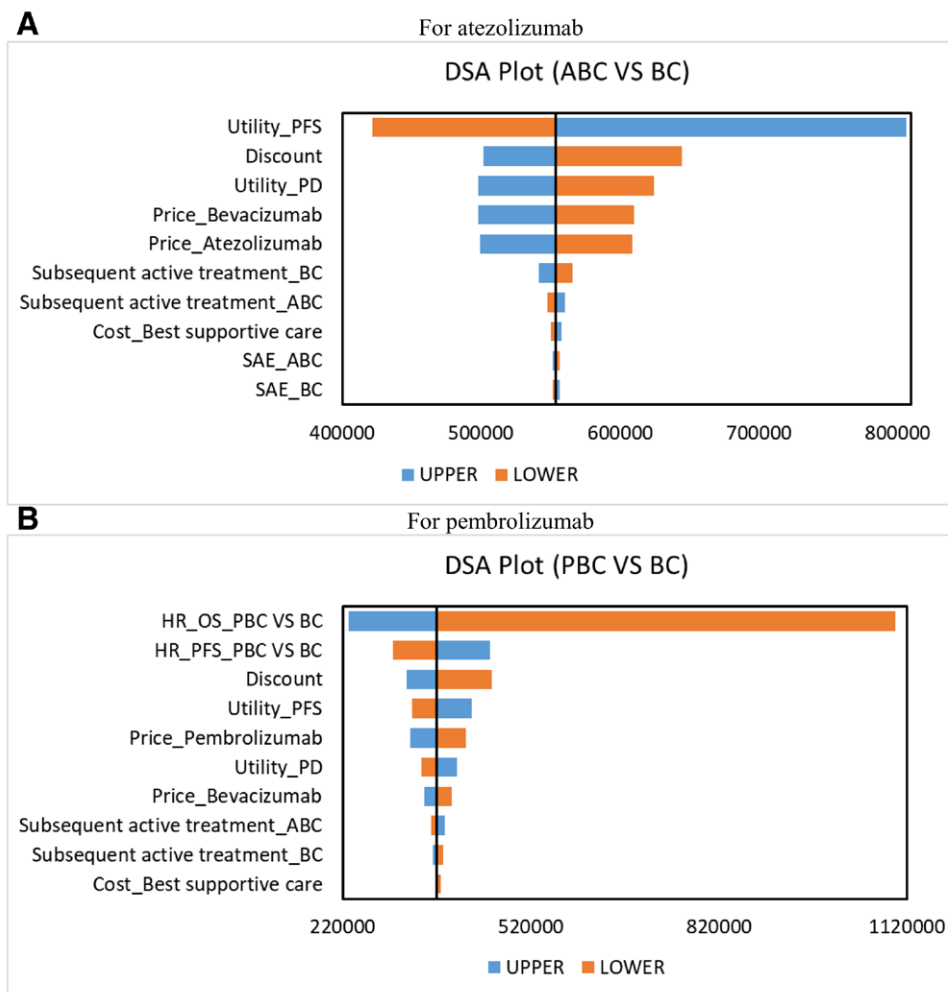 A
For atezolizumab
DSA Plot (ABC VS BC)
Utility_PFS
Discount
Utility_PD
Price_Bevacizumab
Price_Atezolizumab
Subsequent active treatment_BC
Subsequent active treatment_ABC
Cost_Best supportive care
SAE_ABC
SAE_BC
400000 500000 600000 700000 800000
UPPER LOWER
B
For pembrolizumab
DSA Plot (PBC VS BC)
HR_OS_PBC VS BC
HR_PFS_PBC VS BC
Discount
Utility_PFS
Price_Pembrolizumab
Utility_PD
Price_Bevacizumab
Subsequent active treatment_ABC
Subsequent active treatment_BC
Cost_Best supportive care
220000 520000 820000 1120000
UPPER LOWER